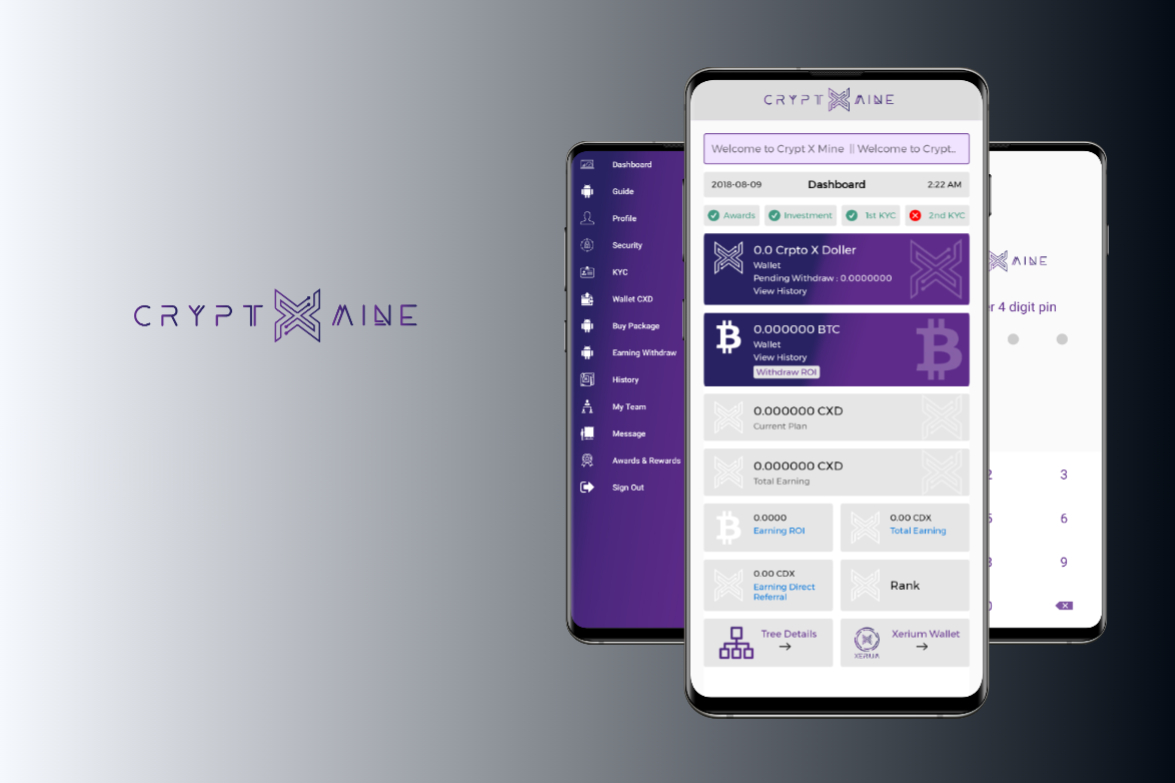 CRYPT X MINE
Dashboard
Guide
Profile
Security
KYC
Wallet CXD
Buy Package
Earning Withdraw
History
My Team
Message
Awards & Rewards
Sign Out
CRYPT X MINE
Welcome to Crypt X Mine || Welcome to Crypt...
2018-08-09 Dashboard 2:22 AM
Awards Investment 1st KYC 2nd KYC
0.0 Crpto X Doller
Wallet
Pending Withdraw : 0.0000000
View History
0.000000 BTC
Wallet
View History
Withdraw ROI
0.000000 CXD
Current Plan
0.000000 CXD
Total Earning
0.0000
Earning ROI
0.00 CDX
Total Earning
0.00 CDX
Earning Direct
Referral
Rank
Tree Details
Xerium Wallet
XERIUM
X MINE
r 4 digit pin
2 3
5 6
8 9
0